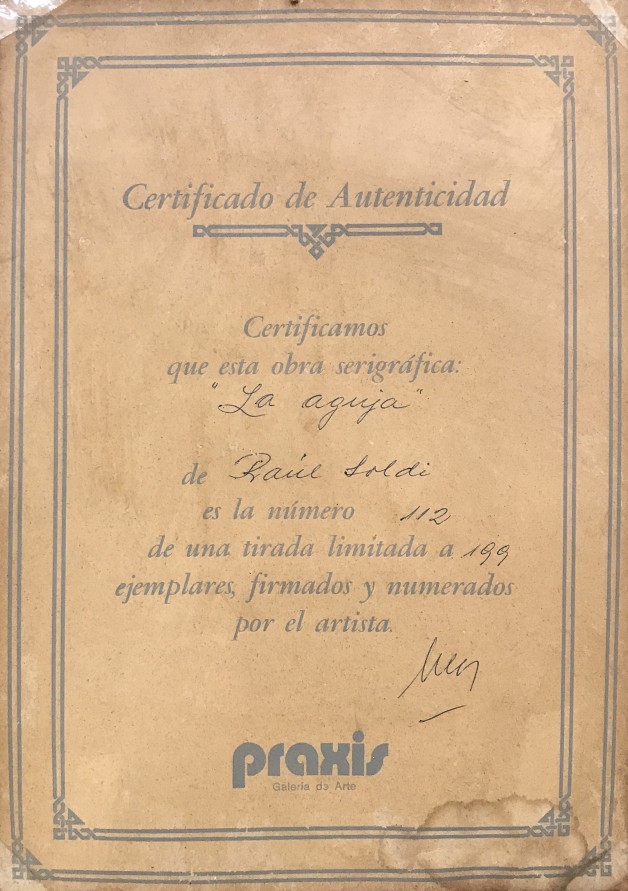 Certificado de Autenticidad
Certificamos
que esta obra serigráfica:
"La aguja"
de Raúl Soldi
es la número 112
de una tirada limitada a 199
ejemplares, firmados y numerados
por el artista.
praxis
Galería de Arte